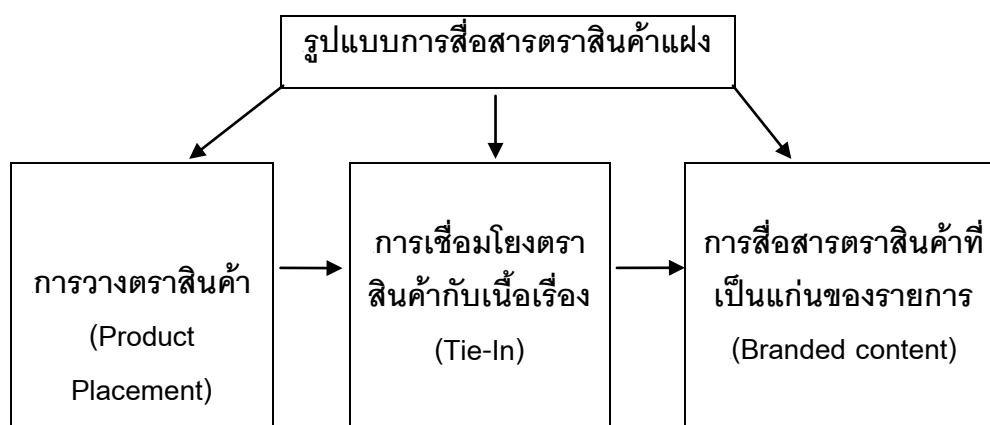 รูปแบบการสื่อสารตราสินค้าแฝง
การวางตราสินค้า
(Product
Placement)
การเชื่อมโยงตรา
สินค้ากับเนื้อเรื่อง
(Tie-In)
การสื่อสารตราสินค้าที่
เป็นแก่นของรายการ
(Branded content)